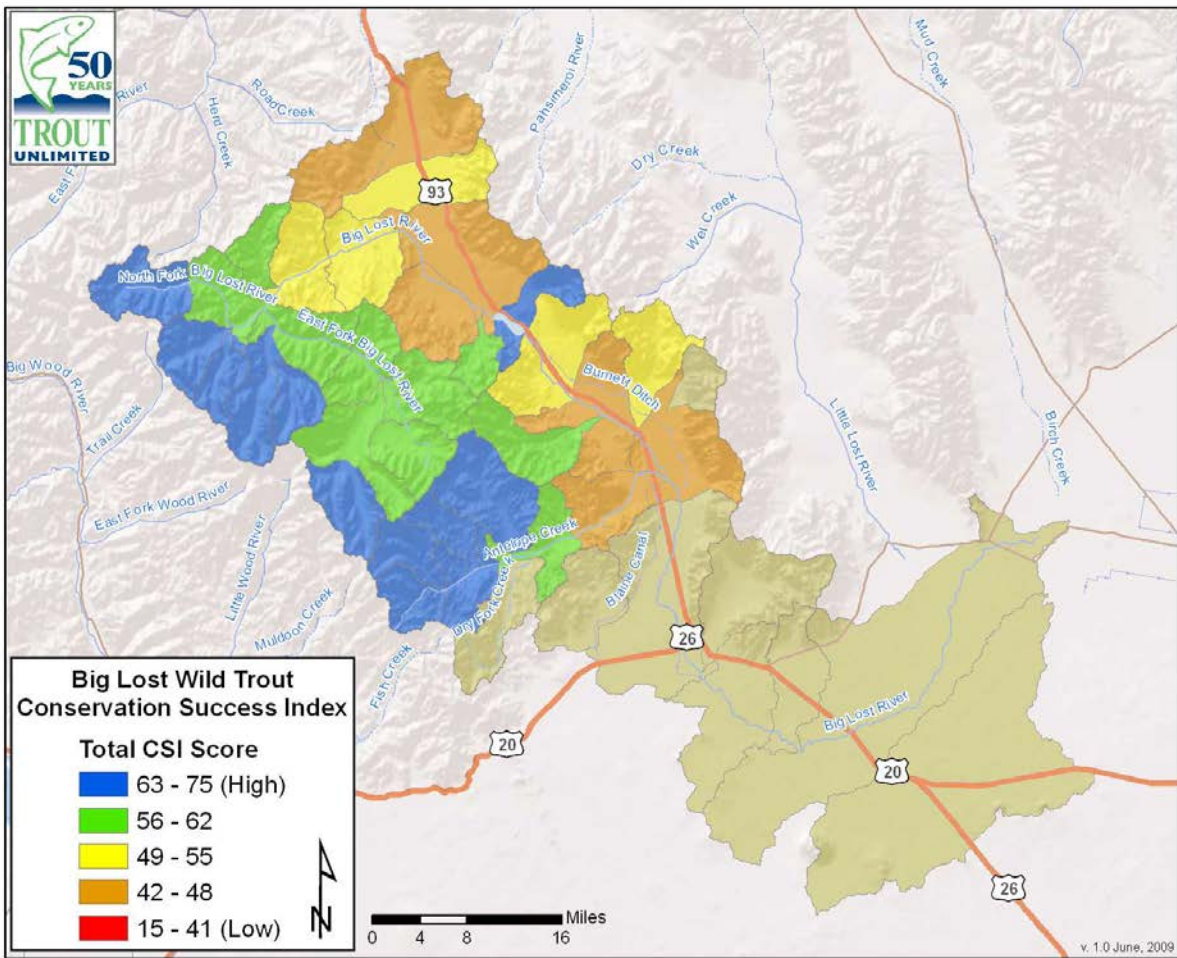 50
YEARS
TROUT
UNLIMITED
River
East F
Herd Creek
Road Creek
Pahsimeroi River
Mud Creek
Dry Creek
Wet Creek
93
Big Lost River
North Fork Big Lost River
East Fork Big Lost River
Big Wood River
Trail Creek
East Fork Wood River
Little Wood River
Muldoon Creek
Fish Creek
Dry Fork Creek
Antelope Creek
Burnett Ditch
Blaine Canal
Little Lost River
Birch Creek
26
20
Big Lost River
20
26
Big Lost Wild Trout
Conservation Success Index
Total CSI Score
63 - 75 (High)
56 - 62
49 - 55
42 - 48
15 - 41 (Low)
N
Miles
0 4 8 16
v. 1.0 June, 2009